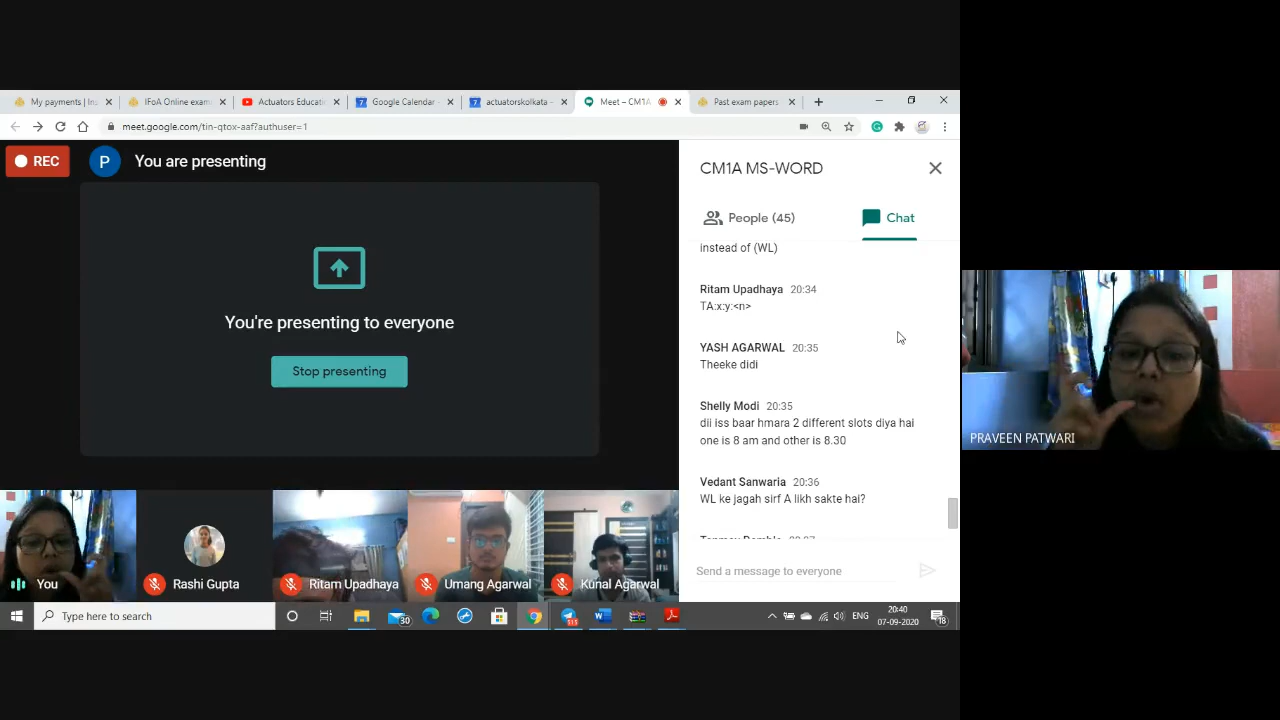 My payments | Ins
IFoA Online exam
Actuators Educati
Google Calendar -
actuatorskolkata -
Meet – CM1A
Past exam papers
meet.google.com/tin-qtox-aaf?authuser=1
REC
P
You are presenting
You're presenting to everyone
Stop presenting
CM1A MS-WORD
People (45)
Chat
instead of (WL)
Ritam Upadhaya 20:34
TA:x:y:<n>
YASH AGARWAL 20:35
Theeke didi
Shelly Modi 20:35
dii iss baar hmara 2 different slots diya hai
one is 8 am and other is 8.30
Vedant Sanwaria 20:36
WL ke jagah sirf A likh sakte hai?
Send a message to everyone
You
Rashi Gupta
Ritam Upadhaya
Umang Agarwal
Kunal Agarwal
PRAVEEN PATWARI
Type here to search
30
ENG
20:40
07-09-2020
18